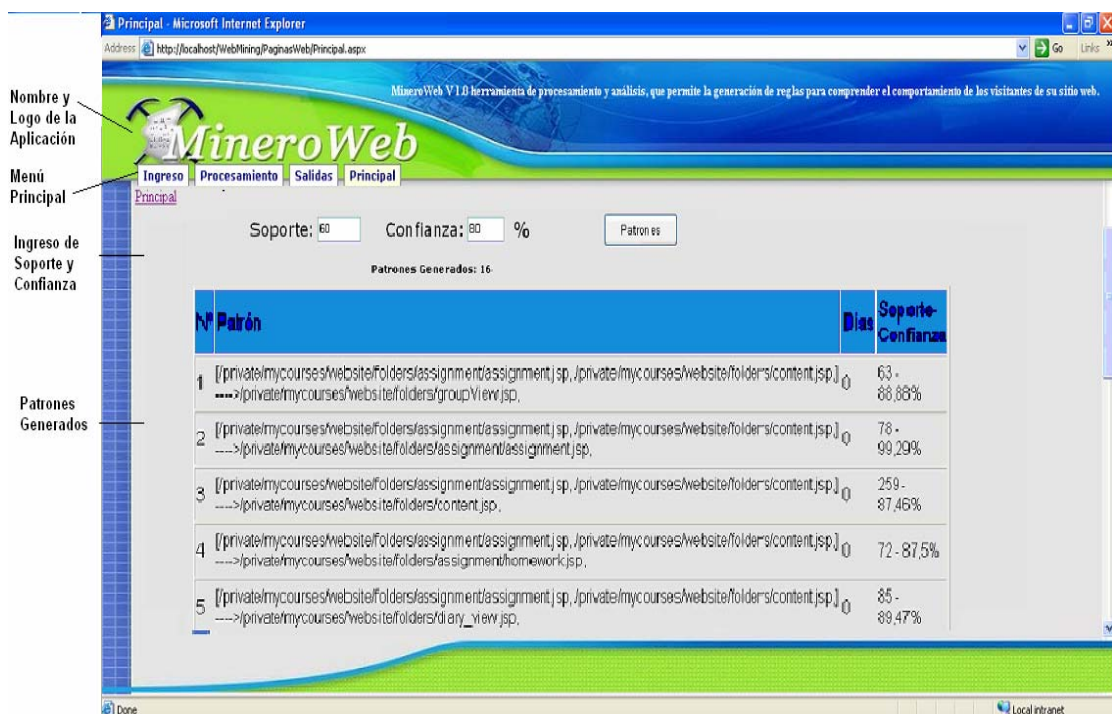 Principal - Microsoft Internet Explorer
Address http://localhost/WebMining/PaginasWeb/Principal.aspx Go Links »
MineroWeb V 1.0 herramienta de procesamiento y análisis, que permite la generación de reglas para comprender el comportamiento de los visitantes de su sitio web.
Nombre y
Logo de la
Aplicación
MineroWeb
Menú
Principal
Ingreso Procesamiento Salidas Principal
Principal
Ingreso de
Soporte y
Confianza
Soporte: 60 Confianza: 80 % Patrones
Patrones Generados: 16
Nº Patrón Dias Soporte-
Confianza
1 [/private/mycourses/website/folders/assignment/assignment.jsp, /private/mycourses/website/folders/content.jsp,] 0 63 -
---->/private/mycourses/website/folders/groupView.jsp, 88,88%
Patrones
Generados
2 [/private/mycourses/website/folders/assignment/assignment.jsp, /private/mycourses/website/folders/content.jsp,] 0 78 -
---->/private/mycourses/website/folders/assignment/assignment.jsp, 99,29%
3 [/private/mycourses/website/folders/assignment/assignment.jsp, /private/mycourses/website/folders/content.jsp,] 0 259 -
---->/private/mycourses/website/folders/content.jsp, 87,46%
4 [/private/mycourses/website/folders/assignment/assignment.jsp, /private/mycourses/website/folders/content.jsp,] 0 72 - 87,5%
---->/private/mycourses/website/folders/assignment/homework.jsp,
5 [/private/mycourses/website/folders/assignment/assignment.jsp, /private/mycourses/website/folders/content.jsp,] 0 85 -
---->/private/mycourses/website/folders/diary_view.jsp, 89,47%
Done Local intranet